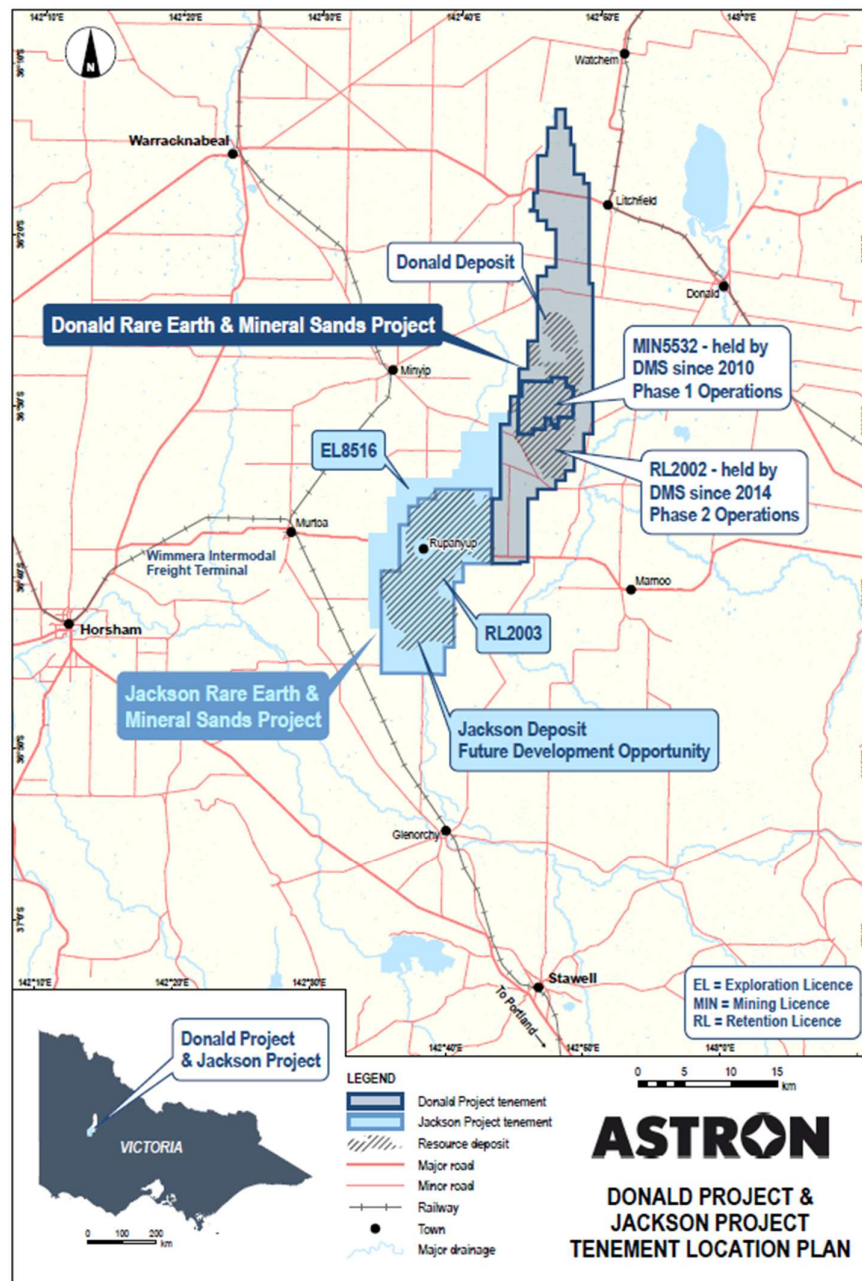 142°10'E
142°20'E
142°30'E
142°40'E
142°50'E
148°0'E
36°10'S
N
Watchem
Warracknabeal
36°20'S
Litchfield
Donald Deposit
Donald
Donald Rare Earth & Mineral Sands Project
MIN5532 - held by
DMS since 2010
Phase 1 Operations
Minyip
36°30'S
EL8516
RL2002 - held by
DMS since 2014
Phase 2 Operations
Murtoa
Rupanyup
Wimmera Intermodal
Freight Terminal
36°40'S
Marnoo
Horsham
RL2003
Jackson Rare Earth &
Mineral Sands Project
Jackson Deposit
Future Development Opportunity
36°50'S
Glenorchy
37°0'S
Stawell
To Portland
EL = Exploration Licence
MIN = Mining Licence
RL = Retention Licence
142°10'E
142°20'E
142°30'E
142°40'E
142°50'E
148°0'E
Donald Project
& Jackson Project
VICTORIA
0 100 200
km
LEGEND
Donald Project tenement
Jackson Project tenement
Resource deposit
Major road
Minor road
Railway
Town
Major drainage
0 5 10 15
km
ASTRON
DONALD PROJECT &
JACKSON PROJECT
TENEMENT LOCATION PLAN